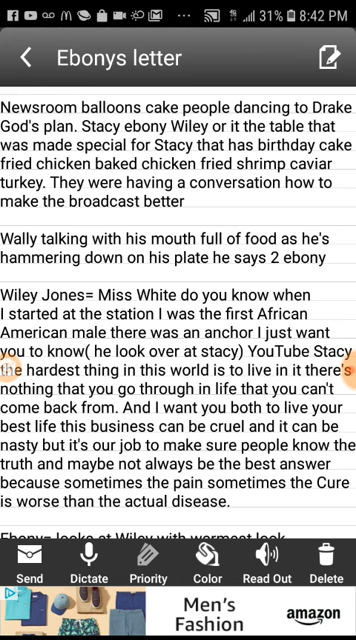 31% 8:42 PM
Ebonys letter
Newsroom balloons cake people dancing to Drake
God's plan. Stacy ebony Wiley or it the table that
was made special for Stacy that has birthday cake
fried chicken baked chicken fried shrimp caviar
turkey. They were having a conversation how to
make the broadcast better
Wally talking with his mouth full of food as he's
hammering down on his plate he says 2 ebony
Wiley Jones= Miss White do you know when
I started at the station I was the first African
American male there was an anchor I just want
you to know( he look over at stacy) YouTube Stacy
the hardest thing in this world is to live in it there's
nothing that you go through in life that you can't
come back from. And I want you both to live your
best life this business can be cruel and it can be
nasty but it's our job to make sure people know the
truth and maybe not always be the best answer
because sometimes the pain sometimes the Cure
is worse than the actual disease.
Ebony= looks at Wiley with warmest look
Send Dictate Priority Color Read Out Delete
Men's
Fashion
amazon